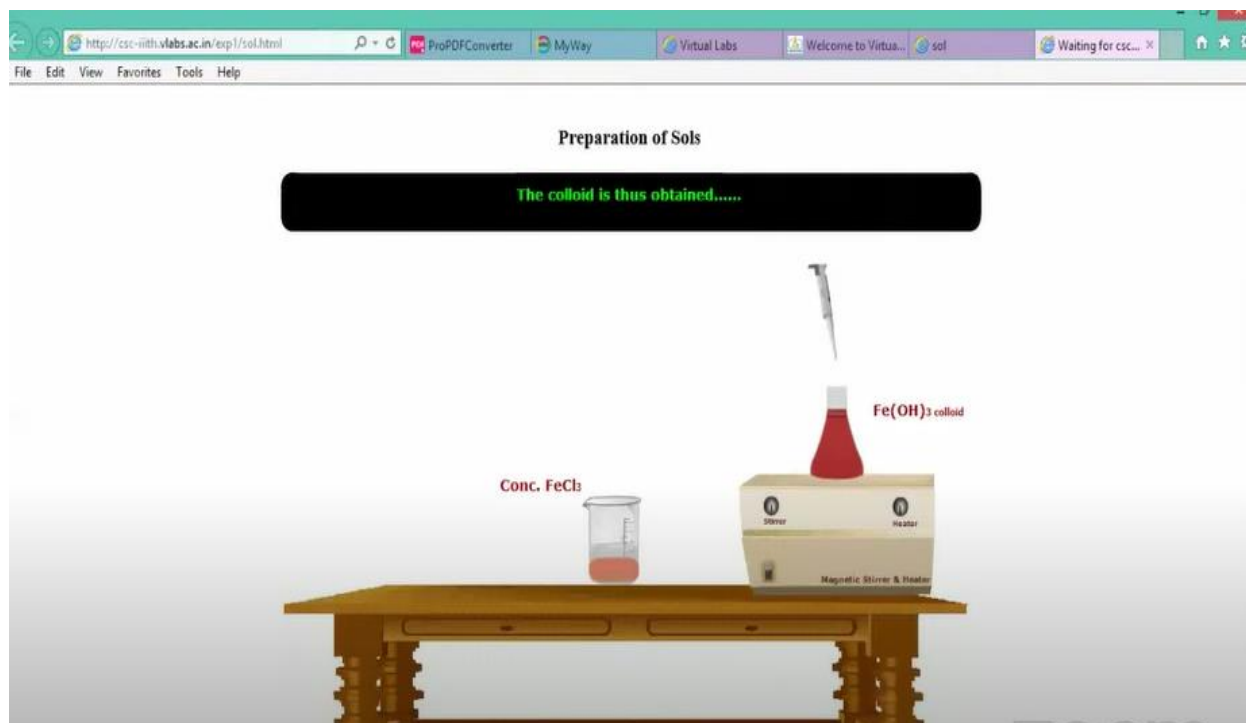 http://csc-iiith.vlabs.ac.in/exp1/sol.html
ProPDFConverter
MyWay
Virtual Labs
Welcome to Virtua...
sol
Waiting for csc...
File Edit View Favorites Tools Help
Preparation of Sols
The colloid is thus obtained......
Fe(OH)3 colloid
Conc. FeCl3
Stirrer
Heater
Magnetic Stirrer & Heater